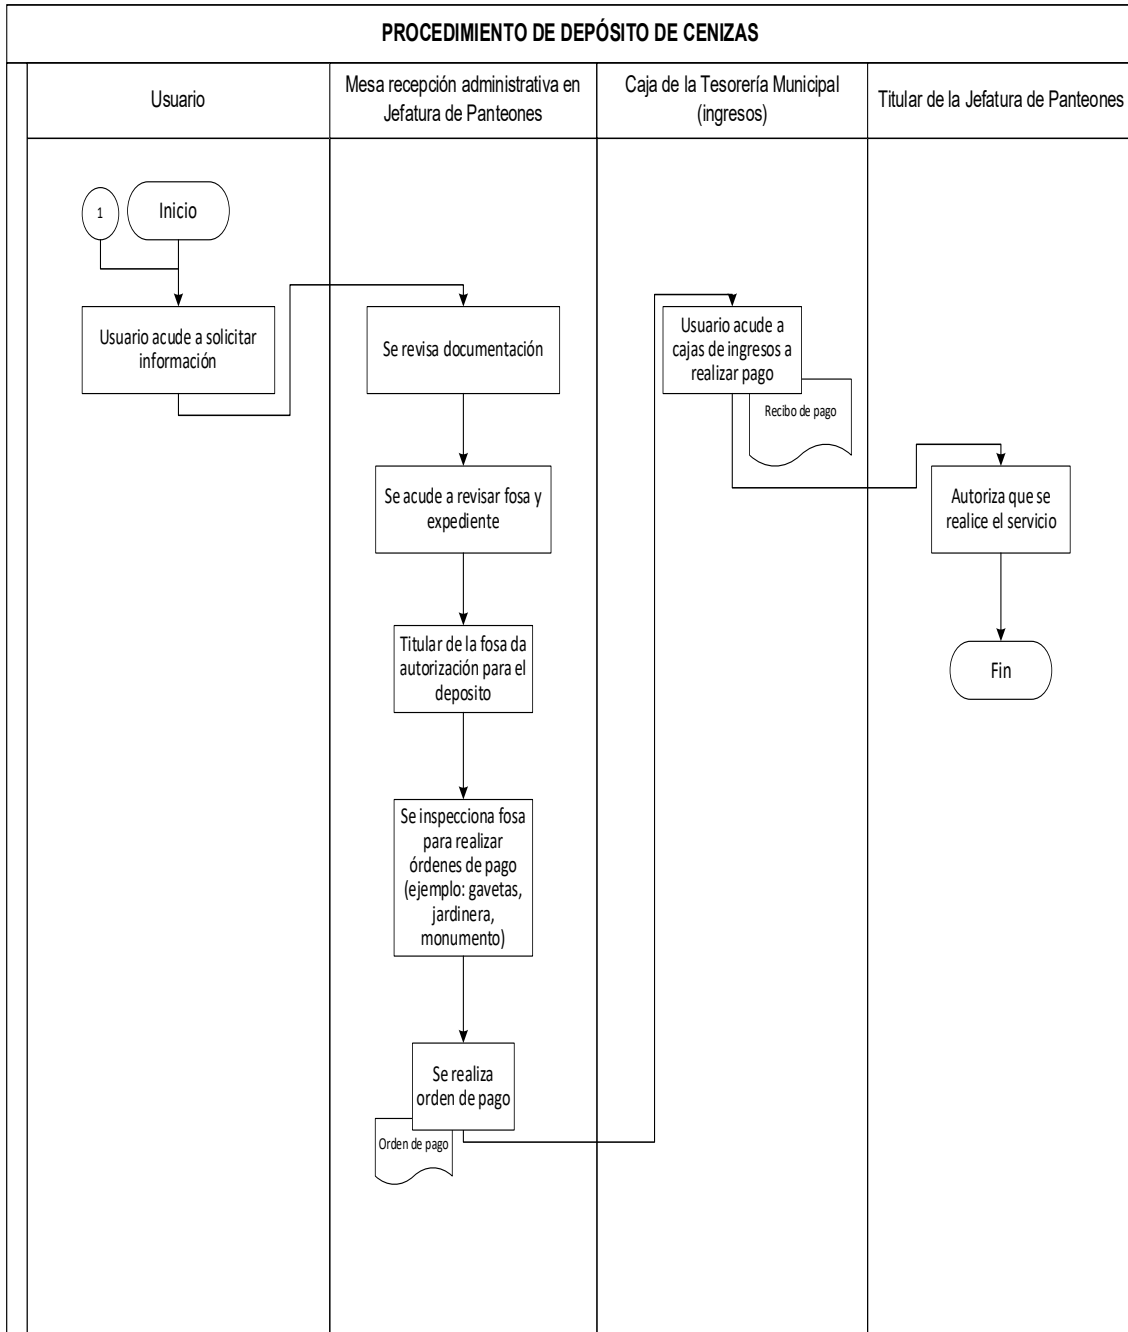 PROCEDIMIENTO DE DEPÓSITO DE CENIZAS
Usuario
Mesa recepción administrativa en
Jefatura de Panteones
Caja de la Tesorería Municipal
(ingresos)
Titular de la Jefatura de Panteones
1
Inicio
Usuario acude a solicitar
información
Se revisa documentación
Se acude a revisar fosa y
expediente
Titular de la fosa da
autorización para el
deposito
Se inspecciona fosa
para realizar
órdenes de pago
(ejemplo: gavetas,
jardinera,
monumento)
Se realiza
orden de pago
Orden de pago
Usuario acude a
cajas de ingresos a
realizar pago
Recibo de pago
Autoriza que se
realice el servicio
Fin